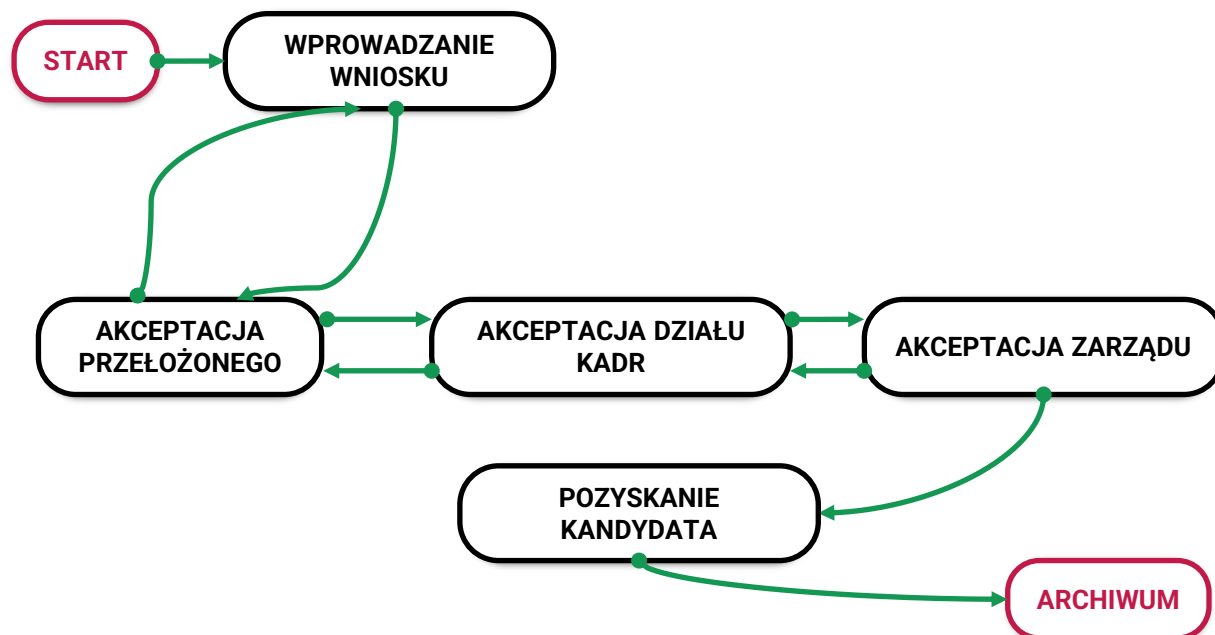 START
WPROWADZANIE
WNIOSKU
AKCEPTACJA
PRZEŁOŻONEGO
AKCEPTACJA DZIAŁU
KADR
AKCEPTACJA ZARZĄDU
POZYSKANIE
KANDYDATA
ARCHIWUM